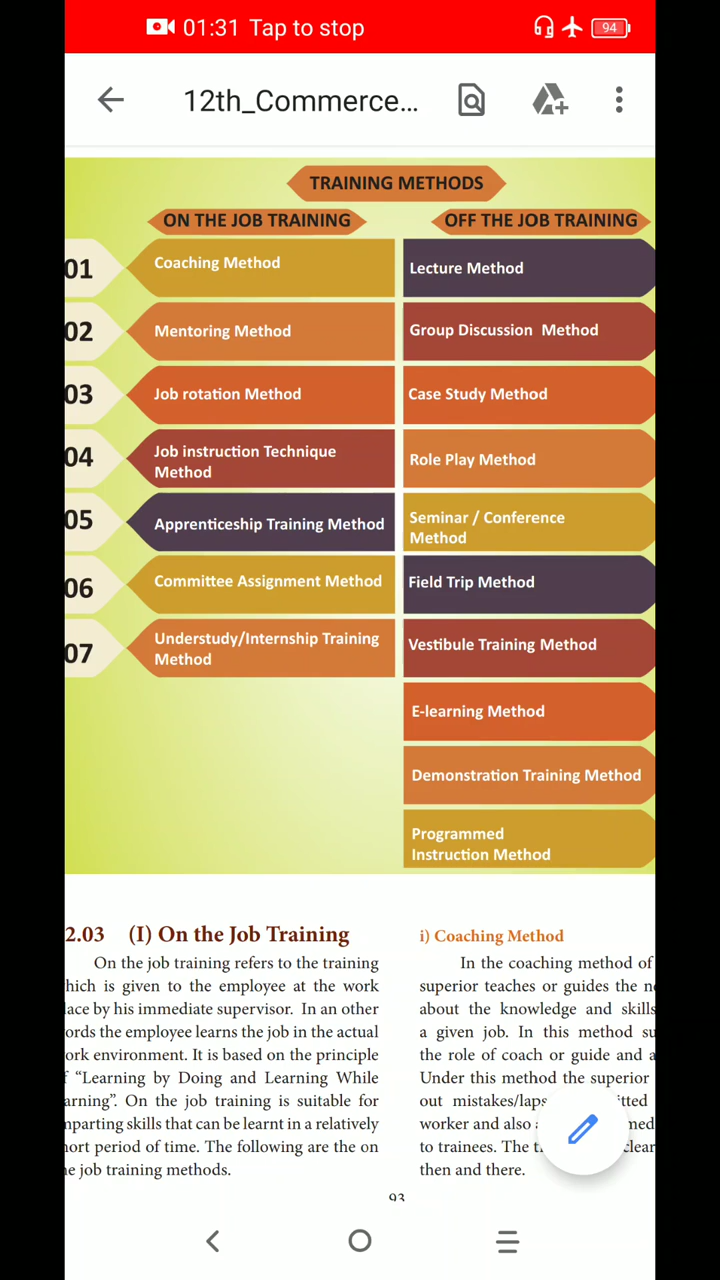 01:31 Tap to stop
94
12th_Commerce...
TRAINING METHODS
ON THE JOB TRAINING
OFF THE JOB TRAINING
01
Coaching Method
Lecture Method
02
Mentoring Method
Group Discussion Method
03
Job rotation Method
Case Study Method
04
Job instruction Technique
Method
Role Play Method
05
Apprenticeship Training Method
Seminar / Conference
Method
06
Committee Assignment Method
Field Trip Method
07
Understudy/Internship Training
Method
Vestibule Training Method
E-learning Method
Demonstration Training Method
Programmed
Instruction Method
2.03 (I) On the Job Training
On the job training refers to the training
hich is given to the employee at the work
lace by his immediate supervisor. In an other
ords the employee learns the job in the actual
ork environment. It is based on the principle
f “Learning by Doing and Learning While
arning”. On the job training is suitable for
mparting skills that can be learnt in a relatively
hort period of time. The following are the on
e job training methods.
i) Coaching Method
In the coaching method of
superior teaches or guides the n
about the knowledge and skills
a given job. In this method su
the role of coach or guide and a
Under this method the superior
out mistakes/laps itted
worker and also med
to trainees. The t clear
then and there.
93